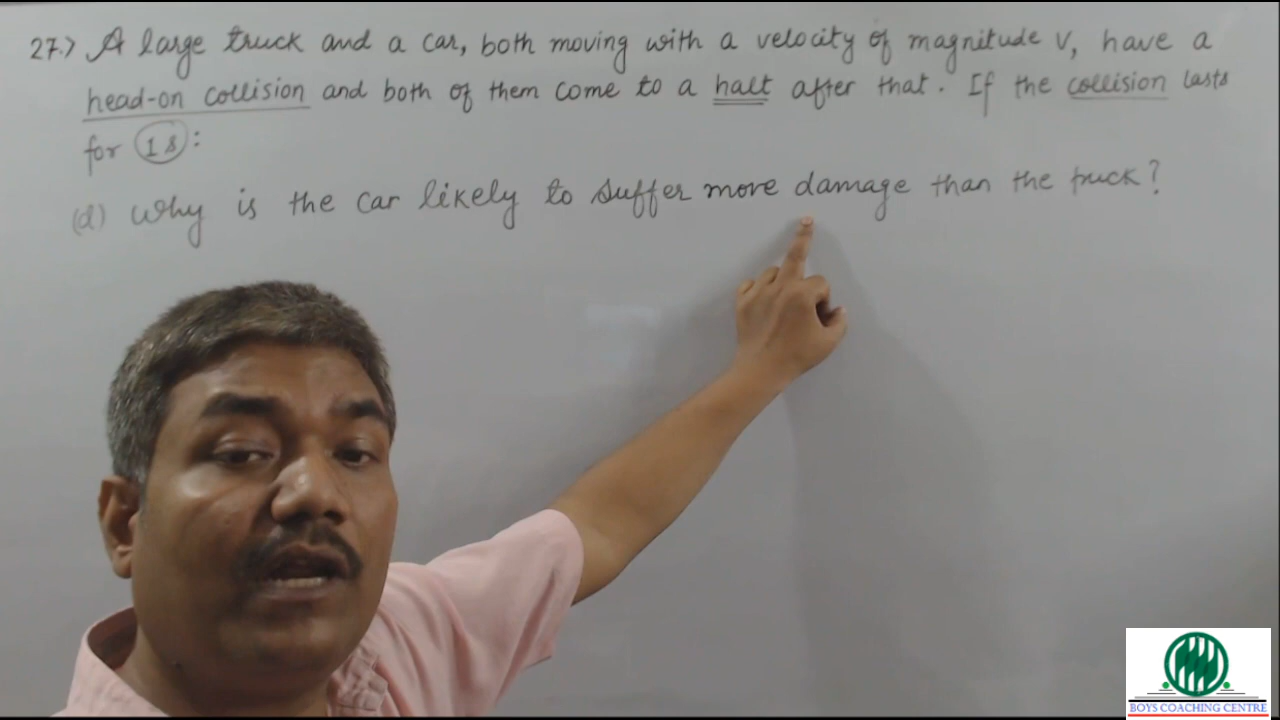 27.) A large truck and a car, both moving with a velocity of magnitude v, have a
head-on collision and both of them come to a halt after that. If the collision lasts
for 1s:
(d) Why is the car likely to suffer more damage than the truck?
BOYS COACHING CENTRE